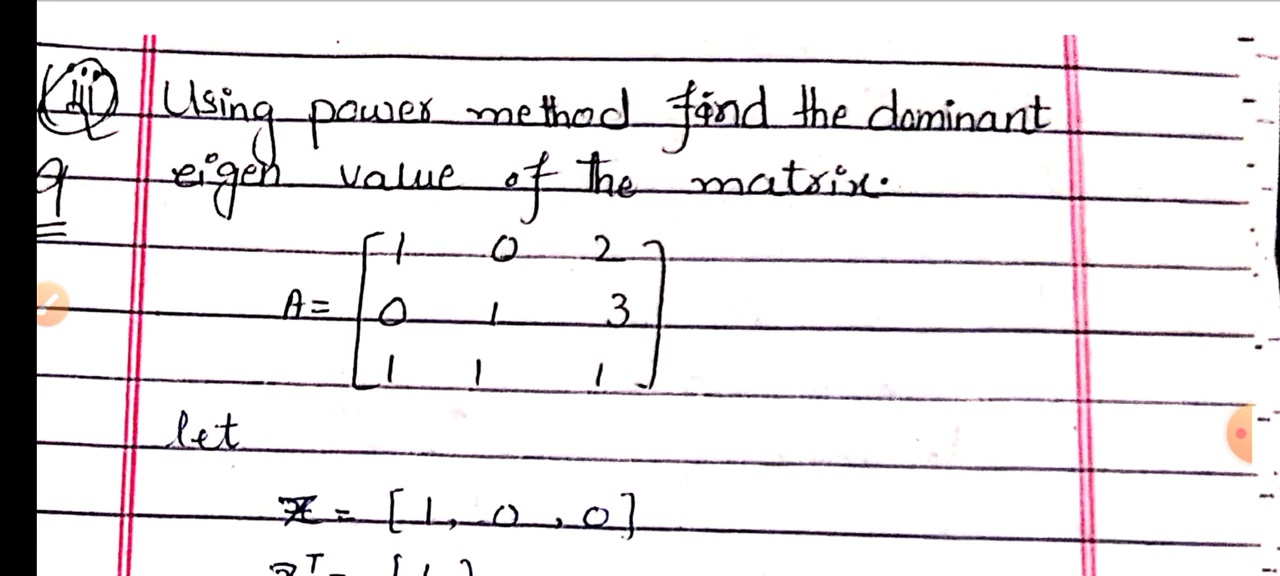 (iii) Using power method find the dominant
9 eigen value of the matrix.
A = [1 0 2
0 1 3
1 1 1]
let
x = [1, 0, 0]